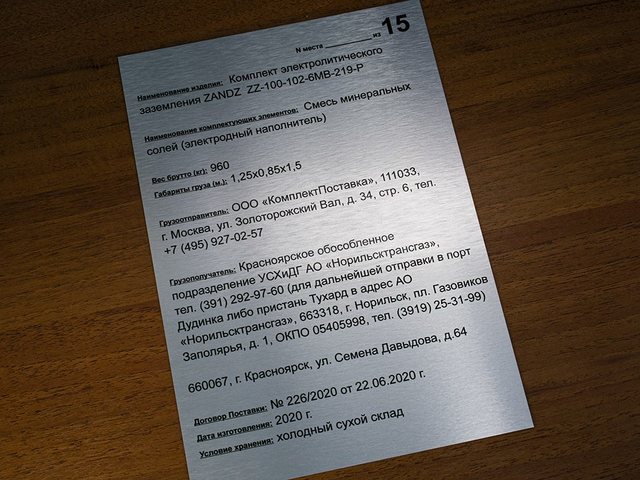 N места __________ из 15
Наименование изделия: Комплект электролитического
заземления ZANDZ ZZ-100-102-6МВ-219-Р
Наименование комплектующих элементов: Смесь минеральных
солей (электродный наполнитель)
Вес брутто (кг): 960
Габариты груза (м.): 1,25х0,85х1,5
Грузоотправитель: ООО «КомплектПоставка», 111033,
г. Москва, ул. Золоторожский Вал, д. 34, стр. 6, тел.
+7 (495) 927-02-57
Грузополучатель: Красноярское обособленное
подразделение УСХиДГ АО «Норильсктрансгаз»,
тел. (391) 292-97-60 (для дальнейшей отправки в порт
Дудинка либо пристань Тухард в адрес АО
«Норильсктрансгаз», 663318, г. Норильск, пл. Газовиков
Заполярья, д. 1, ОКПО 05405998, тел. (3919) 25-31-99)
660067, г. Красноярск, ул. Семена Давыдова, д.64
Договор Поставки: № 226/2020 от 22.06.2020 г.
Дата изготовления: 2020 г.
Условие хранения: холодный сухой склад